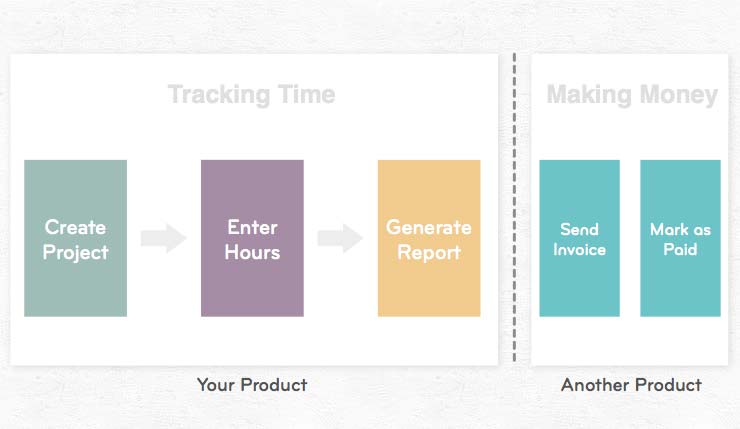 Tracking Time
Making Money
Create
Project
Enter
Hours
Generate
Report
Send
Invoice
Mark as
Paid
Your Product
Another Product